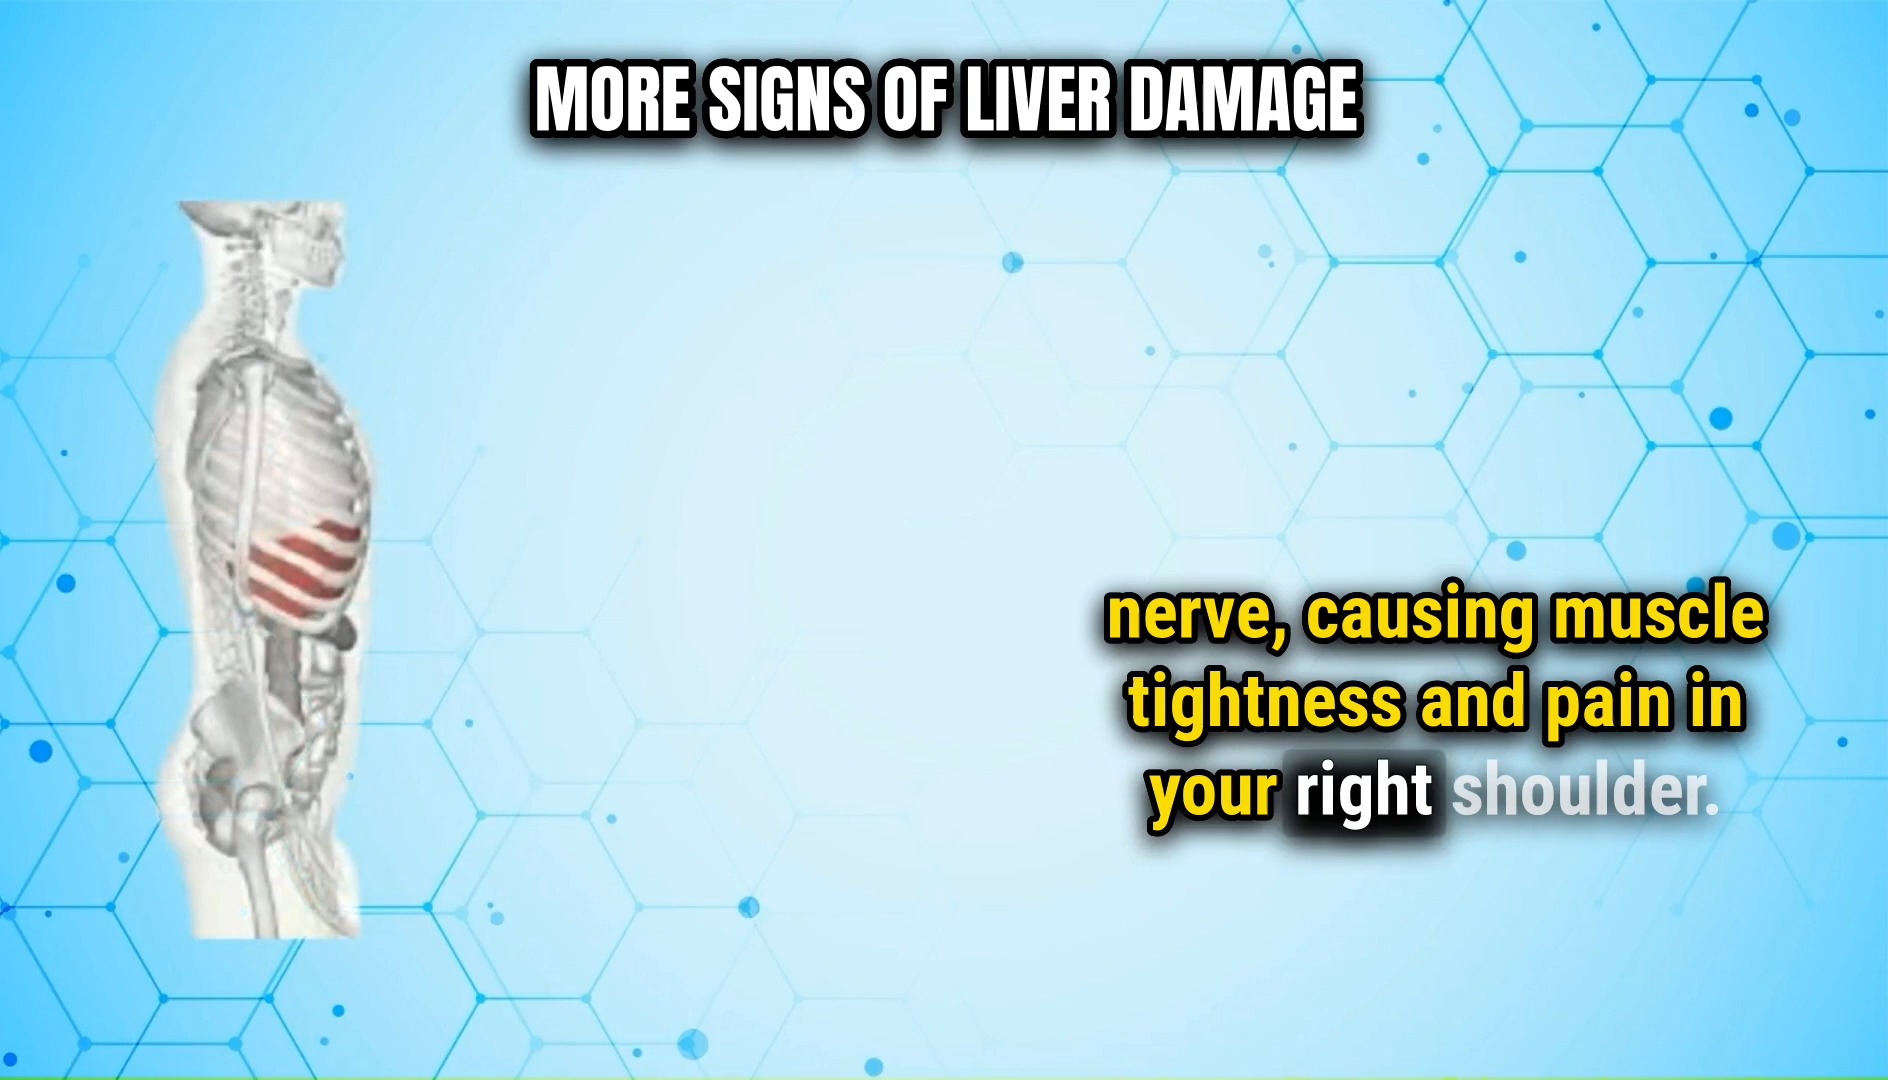 MORE SIGNS OF LIVER DAMAGE
nerve, causing muscle
tightness and pain in
your right shoulder.